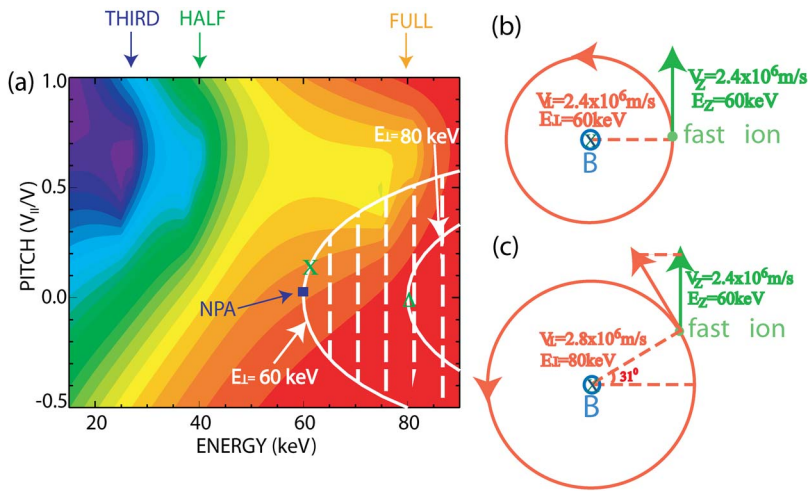 THIRD HALF FULL
(a)
1.0
0.5
0.0
-0.5
PITCH (V||/V)
E⊥=80 keV
X
NPA
Λ
E⊥=60 keV
20 40 60 80
ENERGY (keV)
(b)
V⊥=2.4x10⁶m/s
E⊥=60keV
B
VZ=2.4x10⁶m/s
EZ=60keV
fast ion
(c)
V⊥=2.8x10⁶m/s
E⊥=80keV
31⁰
B
VZ=2.4x10⁶m/s
EZ=60keV
fast ion